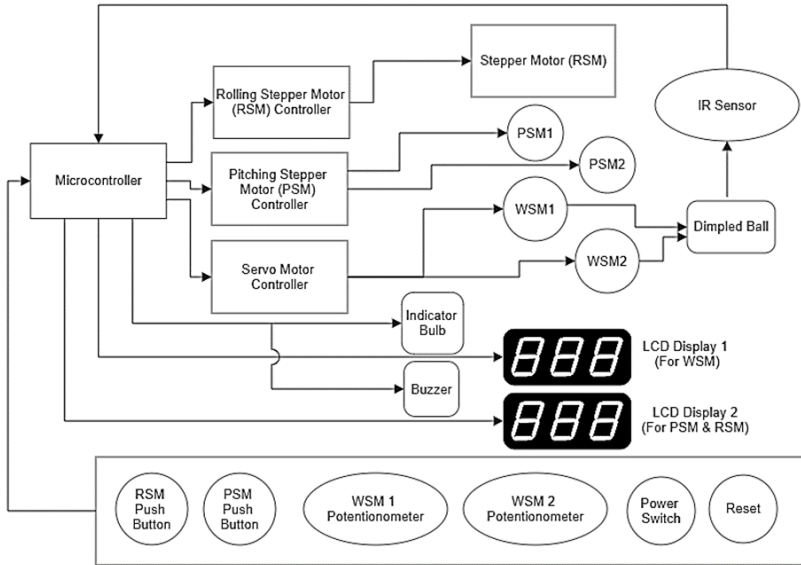 Stepper Motor (RSM)
Rolling Stepper Motor
(RSM) Controller
IR Sensor
PSM1
PSM2
Microcontroller
Pitching Stepper
Motor (PSM)
Controller
WSM1
Dimpled Ball
WSM2
Servo Motor
Controller
Indicator
Bulb
888
LCD Display 1
(For WSM)
Buzzer
888
LCD Display 2
(For PSM & RSM)
RSM
Push
Button
PSM
Push
Button
WSM 1
Potentionometer
WSM 2
Potentionometer
Power
Switch
Reset